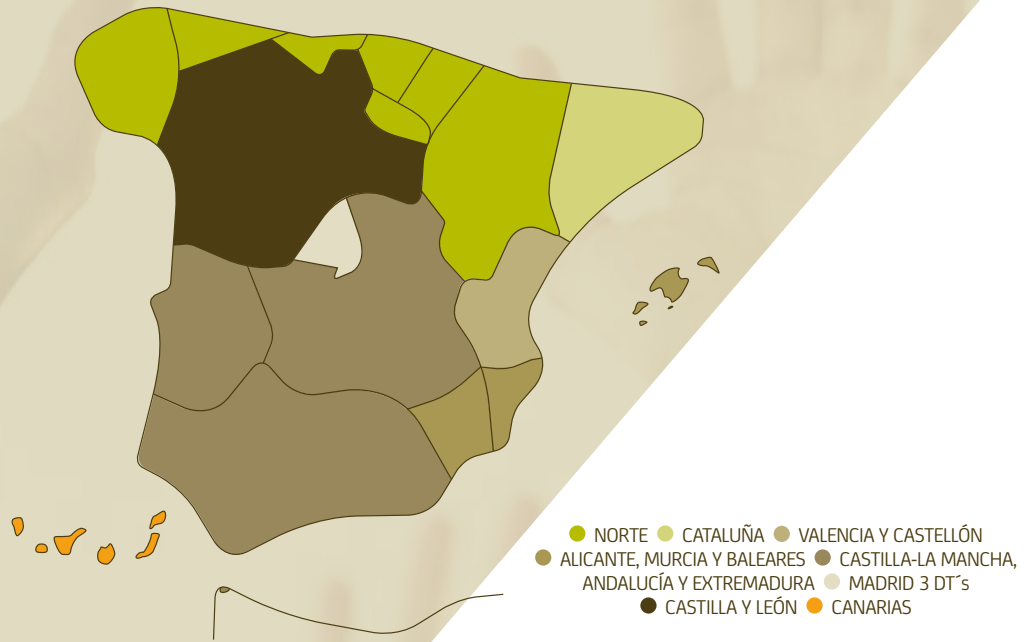 NORTE CATALUÑA VALENCIA Y CASTELLÓN
ALICANTE, MURCIA Y BALEARES CASTILLA-LA MANCHA,
ANDALUCÍA Y EXTREMADURA MADRID 3 DT´s
CASTILLA Y LEÓN CANARIAS